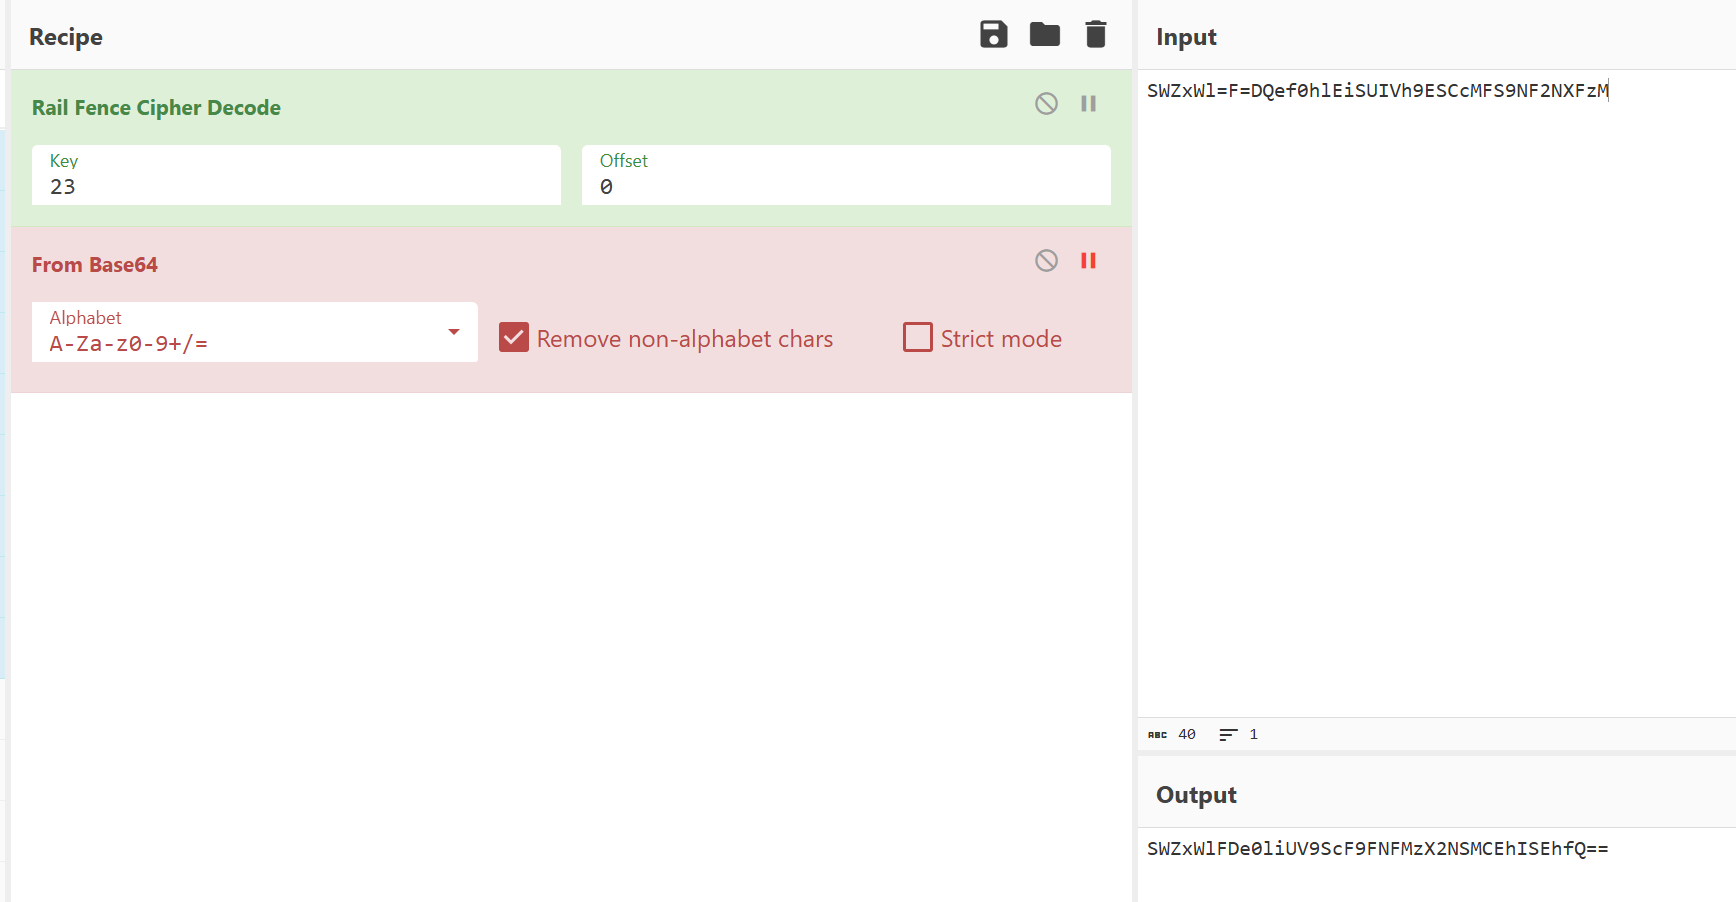 Recipe
Rail Fence Cipher Decode
Key
23
Offset
0
From Base64
Alphabet
A-Za-z0-9+/=
Remove non-alphabet chars
Strict mode
Input
SWZxWl=F=DQef0hlEiSUIVh9ESCcMFS9NF2NXFzM
ABC 40 1
Output
SWZxWlFDe0liUV9ScF9FNFMzX2NSMCEhISEhfQ==